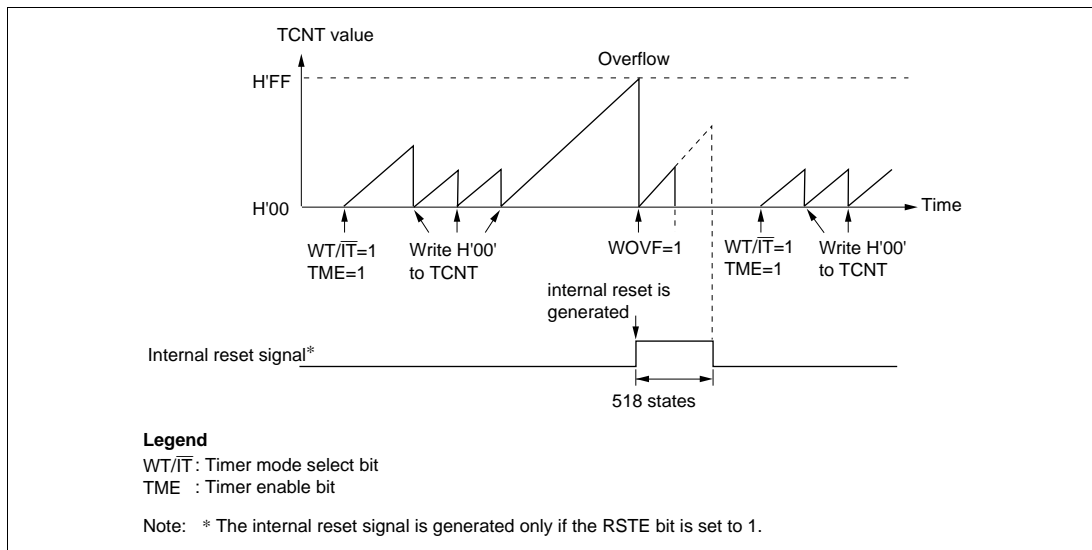 TCNT value
Overflow
H'FF
H'00
Time
WT/IT=1
TME=1
Write H'00'
to TCNT
WOVF=1
WT/IT=1
TME=1
Write H'00'
to TCNT
internal reset is
generated
Internal reset signal*
518 states
Legend
WT/IT : Timer mode select bit
TME : Timer enable bit
Note: * The internal reset signal is generated only if the RSTE bit is set to 1.